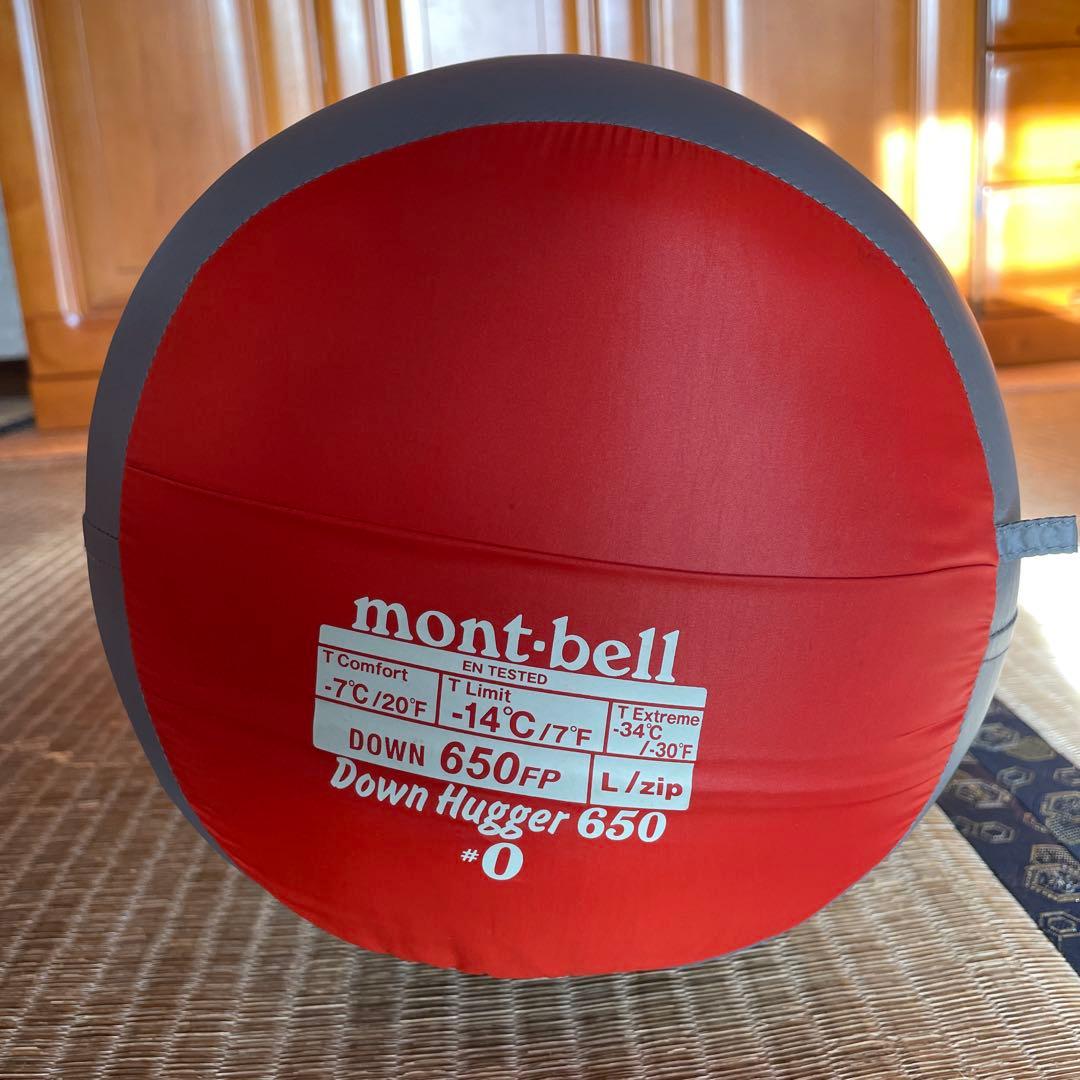 mont-bell
EN TESTED
T Comfort
-7℃/20°F
T Limit
-14℃/7°F
T Extreme
-34℃
/-30°F
DOWN 650FP
L/zip
Down Hugger 650
#0